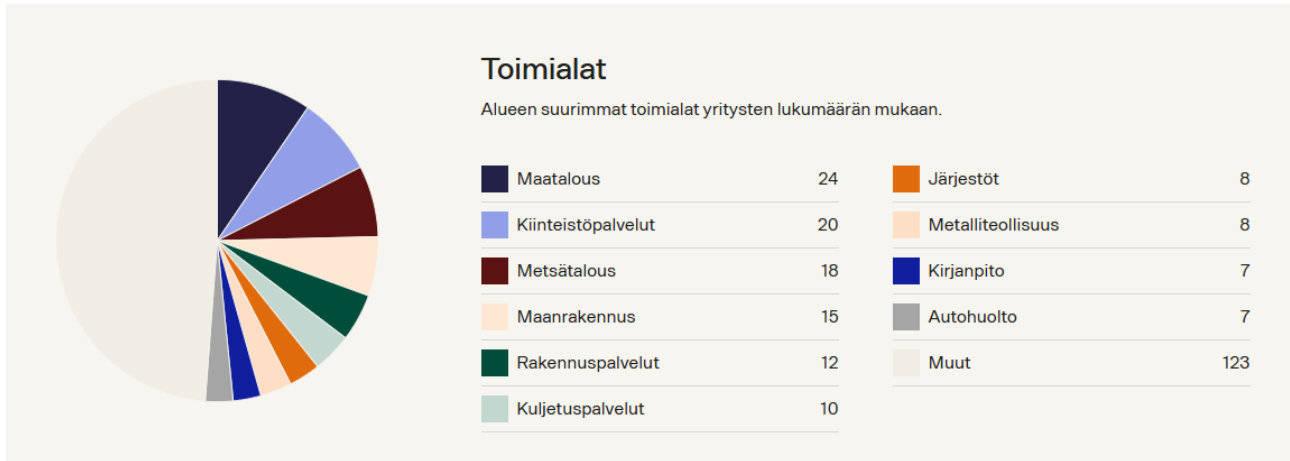 Toimialat
Alueen suurimmat toimialat yritysten lukumäärän mukaan.
Maatalous 24
Kiinteistöpalvelut 20
Metsätalous 18
Maanrakennus 15
Rakennuspalvelut 12
Kuljetuspalvelut 10
Järjestöt 8
Metalliteollisuus 8
Kirjanpito 7
Autohuolto 7
Muut 123